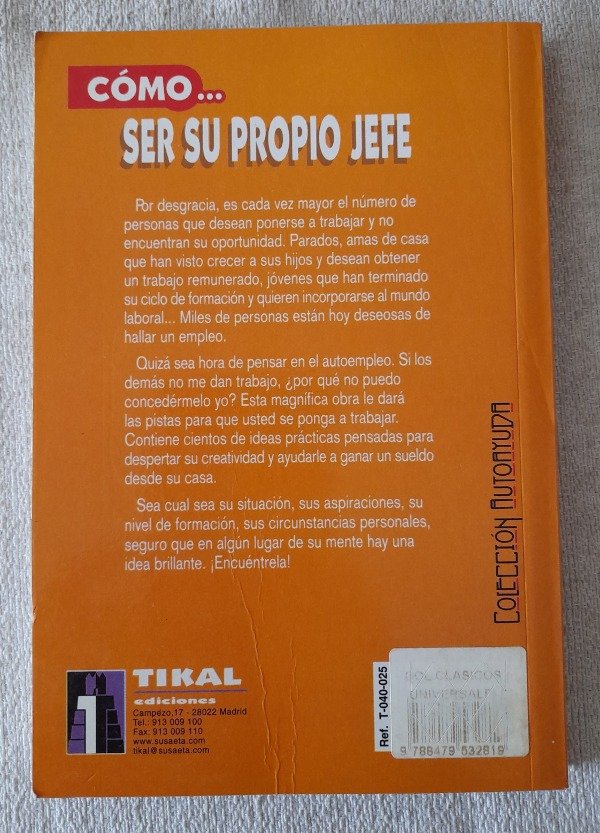 CÓMO...
SER SU PROPIO JEFE
Por desgracia, es cada vez mayor el número de
personas que desean ponerse a trabajar y no
encuentran su oportunidad. Parados, amas de casa
que han visto crecer a sus hijos y desean obtener
un trabajo remunerado, jóvenes que han terminado
su ciclo de formación y quieren incorporarse al mundo
laboral... Miles de personas están hoy deseosas de
hallar un empleo.
Quizá sea hora de pensar en el autoempleo. Si los
demás no me dan trabajo, ¿por qué no puedo
concedérmelo yo? Esta magnífica obra le dará
las pistas para que usted se ponga a trabajar.
Contiene cientos de ideas prácticas pensadas para
despertar su creatividad y ayudarle a ganar un sueldo
desde su casa.
Sea cual sea su situación, sus aspiraciones, su
nivel de formación, sus circunstancias personales,
seguro que en algún lugar de su mente hay una
idea brillante. ¡Encuéntrela!
COLECCIÓN AUTOAYUDA
TIKAL
ediciones
Campezo,17 - 28022 Madrid
Tel.: 913 009 100
Fax: 913 009 110
www.susaeta.com
tikal@susaeta.com
Ref. T-040-025
COL CLASICOS
9 788479 532819